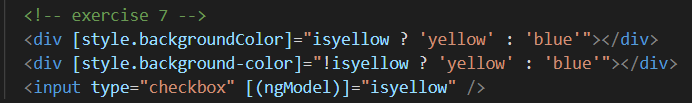 <!-- exercise 7 -->
<div [style.backgroundColor]="isyellow ? 'yellow' : 'blue'"></div>
<div [style.background-color]="!isyellow ? 'yellow' : 'blue'"></div>
<input type="checkbox" [(ngModel)]="isyellow" />